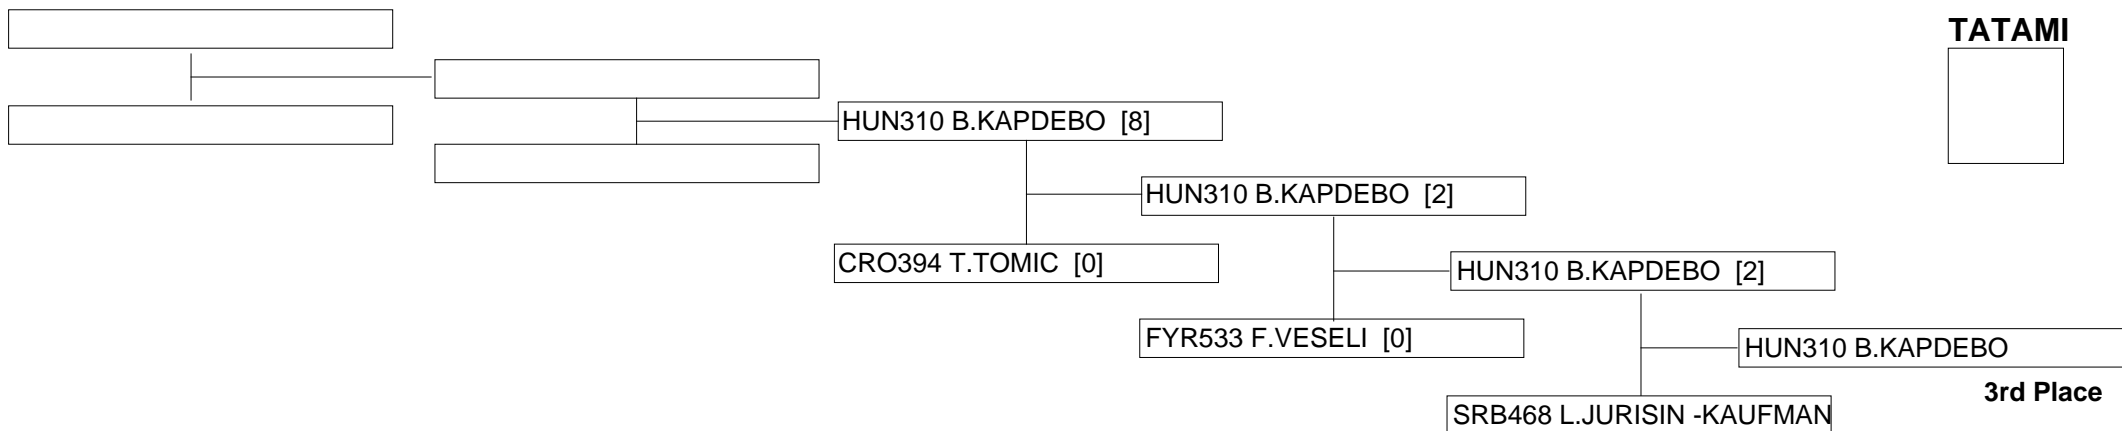 TATAMI
HUN310 B.KAPDEBO [8]
HUN310 B.KAPDEBO [2]
CRO394 T.TOMIC [0]
HUN310 B.KAPDEBO [2]
FYR533 F.VESELI [0]
HUN310 B.KAPDEBO
3rd Place
SRB468 L.JURISIN -KAUFMAN